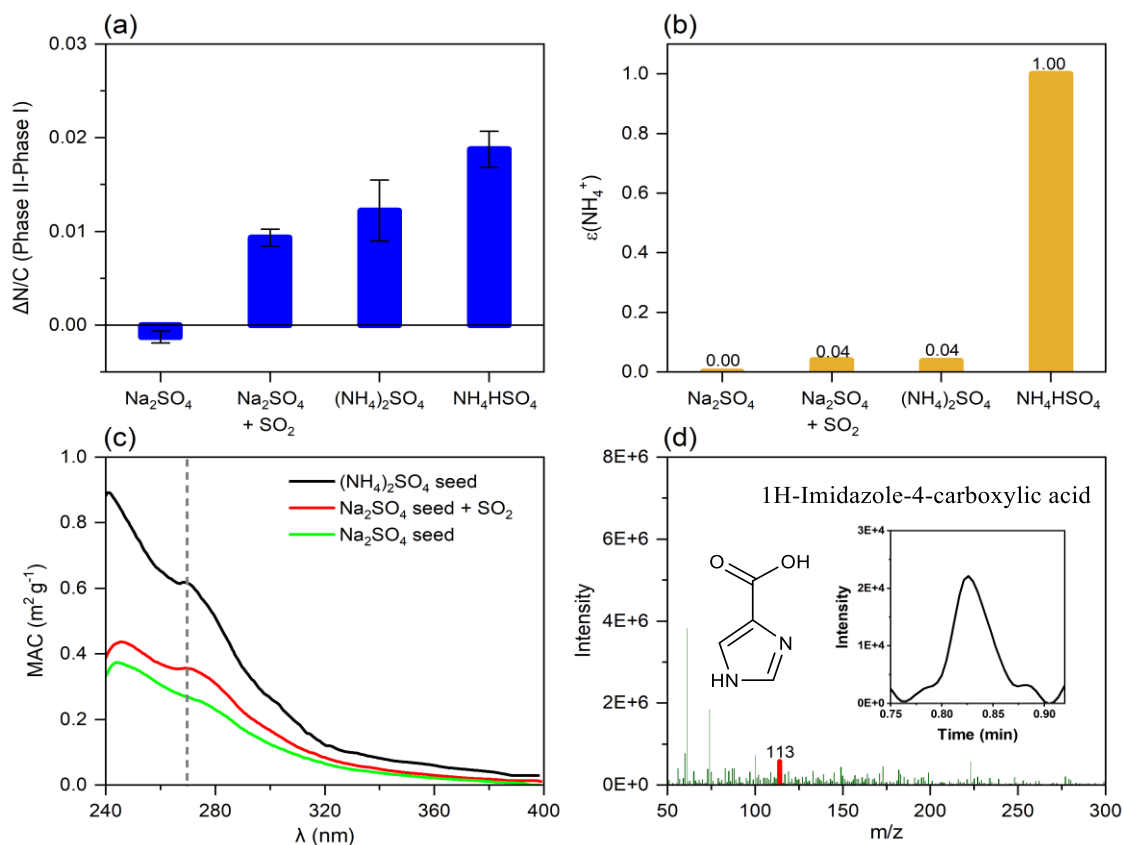 (a)
0.03
0.02
0.01
0.00
ΔN/C (Phase II-Phase I)
Na₂SO₄
Na₂SO₄
+ SO₂
(NH₄)₂SO₄
NH₄HSO₄
(b)
1.0
0.8
0.6
0.4
0.2
0.0
ε(NH₄⁺)
0.00
0.04
0.04
1.00
Na₂SO₄
Na₂SO₄
+ SO₂
(NH₄)₂SO₄
NH₄HSO₄
(c)
1.0
0.8
0.6
0.4
0.2
0.0
MAC (m² g⁻¹)
(NH₄)₂SO₄ seed
Na₂SO₄ seed + SO₂
Na₂SO₄ seed
240
280
320
360
400
λ (nm)
(d)
8E+6
6E+6
4E+6
2E+6
0E+0
Intensity
1H-Imidazole-4-carboxylic acid
O
OH
N
HN
113
3E+4
2E+4
1E+4
0E+0
Intensity
0.75
0.80
0.85
0.90
Time (min)
50
100
150
200
250
300
m/z